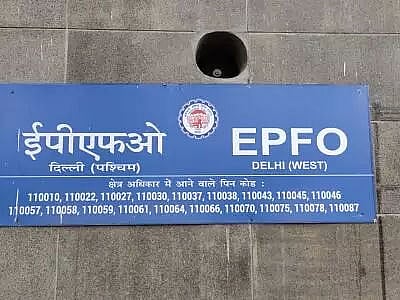 ईपीएफओ EPFO
दिल्ली (पश्चिम) DELHI (WEST)
क्षेत्र अधिकार में आने वाले पिन कोड :
110010, 110022, 110027, 110030, 110037, 110038, 110043, 110045, 110046
110057, 110058, 110059, 110061, 110064, 110066, 110070, 110075, 110078, 110087